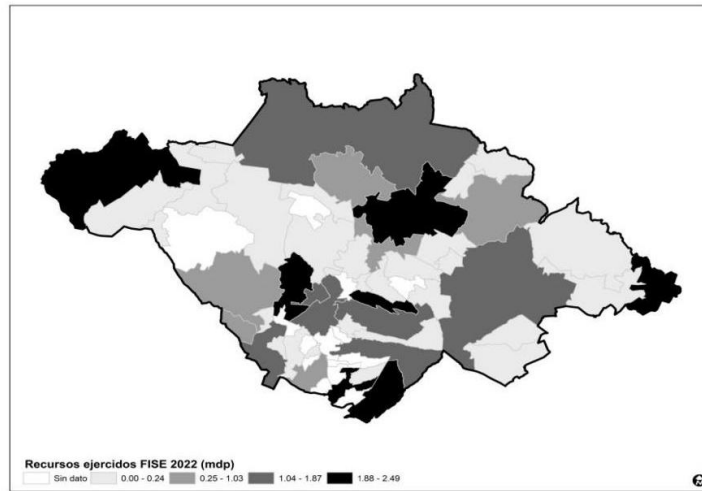 Recursos ejercidos FISE 2022 (mdp)
Sin dato 0.00 - 0.24 0.25 - 1.03 1.04 - 1.87 1.88 - 2.49